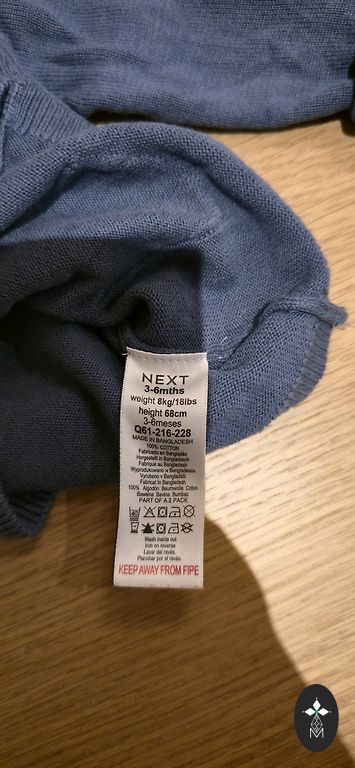 NEXT
3-6mths
weight 8kg/18lbs
height 68cm
3-6meses
Q61-216-228
MADE IN BANGLADESH
100% COTTON
Fabricado en Bangladés
Hergestellt in Bangladesch
Fabriqué au Bangladesh
Wyprodukowano w Bangladeszu
Vyrobeno v Bangladéši
Fabricat în Bangladesh
100% Algodón Baumwolle Coton
Bawełna Bavlna Bumbac
PART OF A 2 PACK
Wash inside out
Iron on reverse
Lavar del revés.
Planchar por el revés.
KEEP AWAY FROM FIRE
M